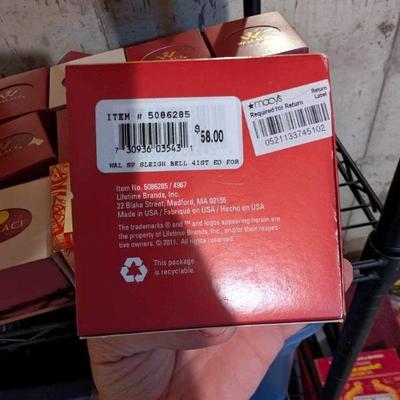 ITEM # 5086285
7 30936 03543 1
$58.00
WAL SP SLEIGH BELL 41ST ED FOR
★macy's
Required for Return
Return
Label
0521133745102
Item No. 5086285 / 4967
Lifetime Brands, Inc.
32 Blake Street, Medford, MA 02155
Made in USA / Fabriqué en USA / Hecho en USA
The trademarks ® and ™ and logos appearing herein are
the property of Lifetime Brands, Inc. and/or their respec-
tive owners. © 2011. All rights reserved.
This package
is recyclable.